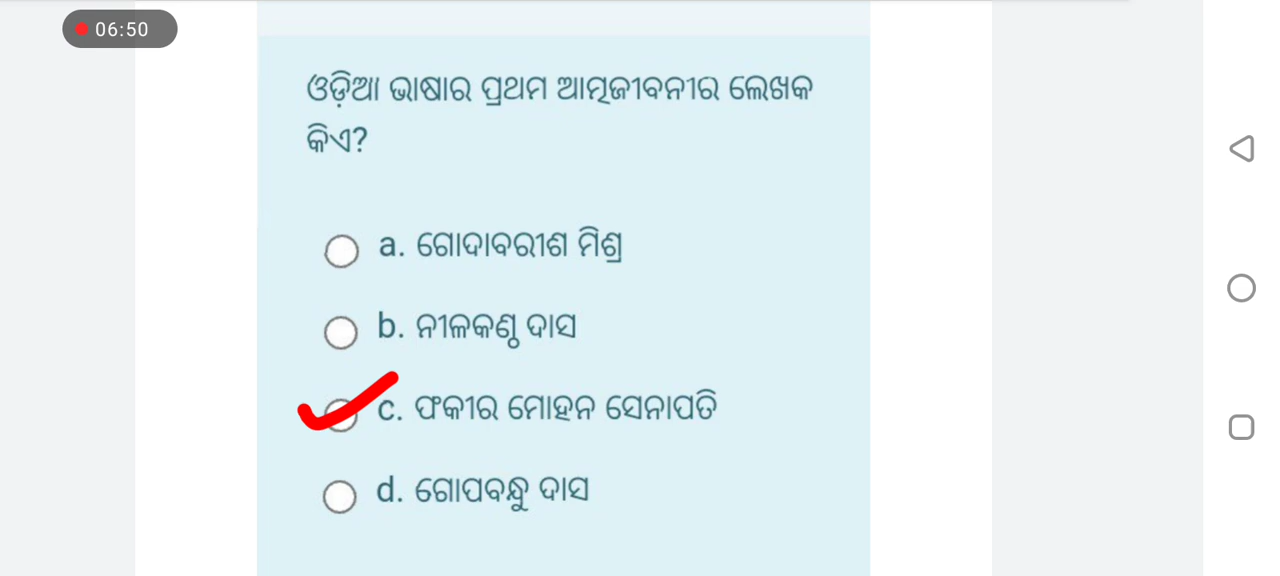 06:50
ଓଡ଼ିଆ ଭାଷାର ପ୍ରଥମ ଆତ୍ମଜୀବନୀର ଲେଖକ
କିଏ?
a. ଗୋଦାବରୀଶ ମିଶ୍ର
b. ନୀଳକଣ୍ଠ ଦାସ
c. ଫକୀର ମୋହନ ସେନାପତି
d. ଗୋପବନ୍ଧୁ ଦାସ